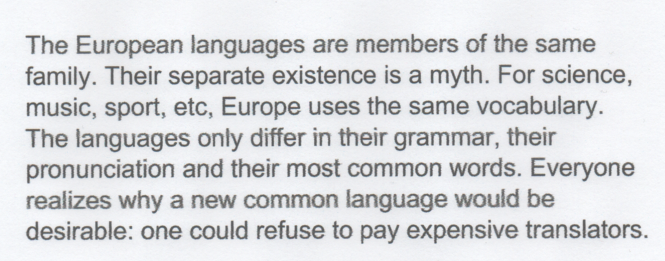 The European languages are members of the same
family. Their separate existence is a myth. For science,
music, sport, etc, Europe uses the same vocabulary.
The languages only differ in their grammar, their
pronunciation and their most common words. Everyone
realizes why a new common language would be
desirable: one could refuse to pay expensive translators.